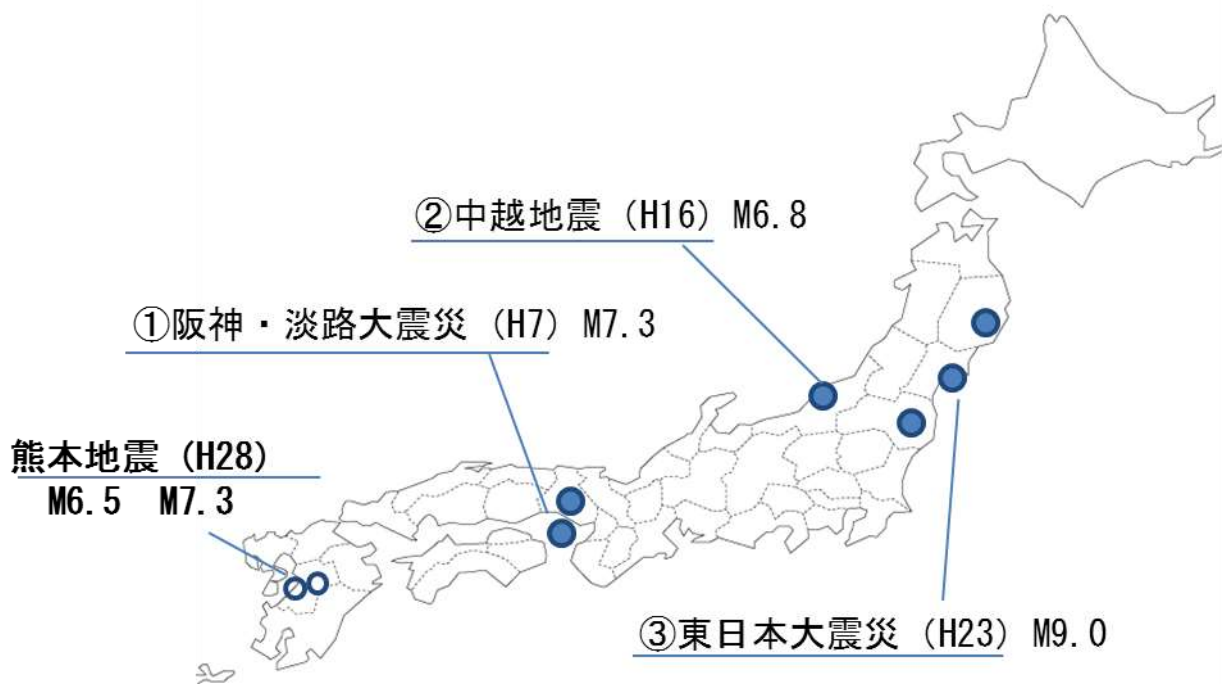 ②中越地震 (H16) M6.8
①阪神・淡路大震災 (H7) M7.3
熊本地震 (H28)
M6.5 M7.3
③東日本大震災 (H23) M9.0